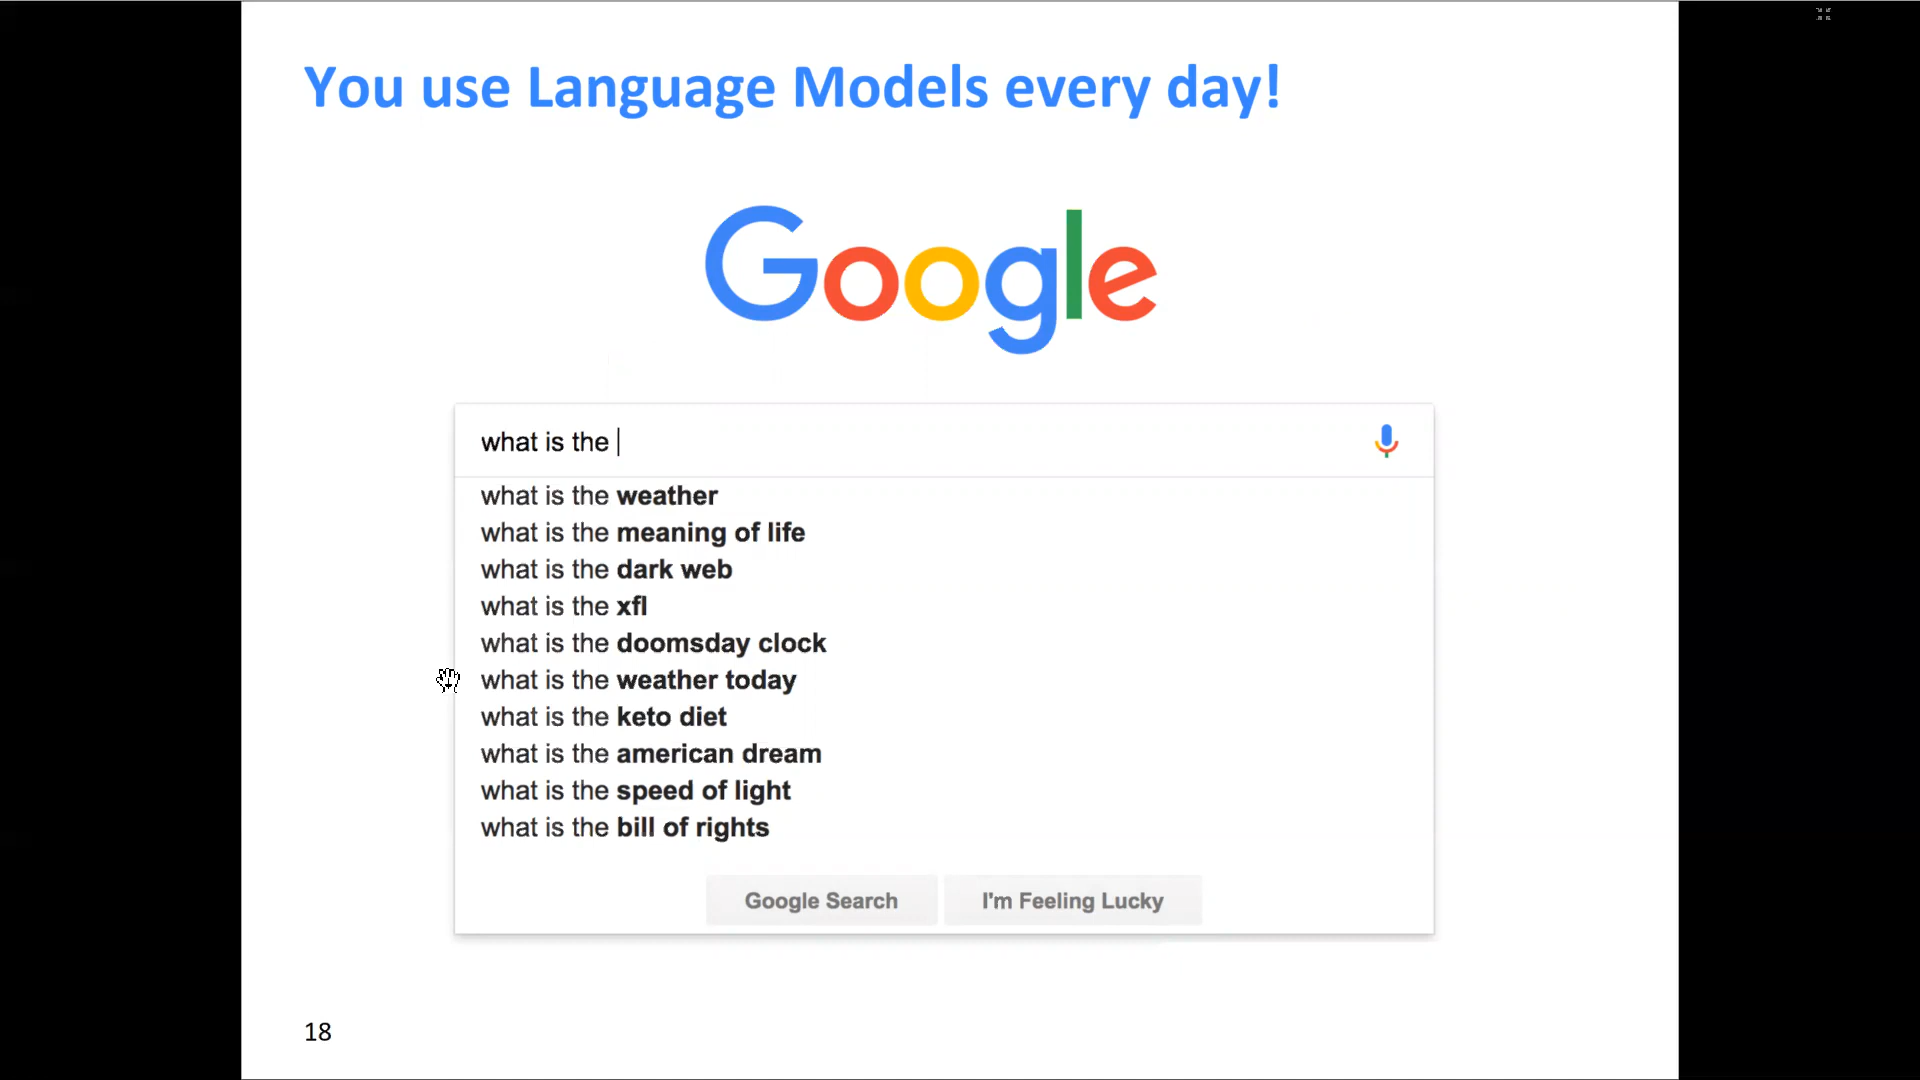 You use Language Models every day!
Google
what is the
what is the weather
what is the meaning of life
what is the dark web
what is the xfl
what is the doomsday clock
what is the weather today
what is the keto diet
what is the american dream
what is the speed of light
what is the bill of rights
Google Search I'm Feeling Lucky
18